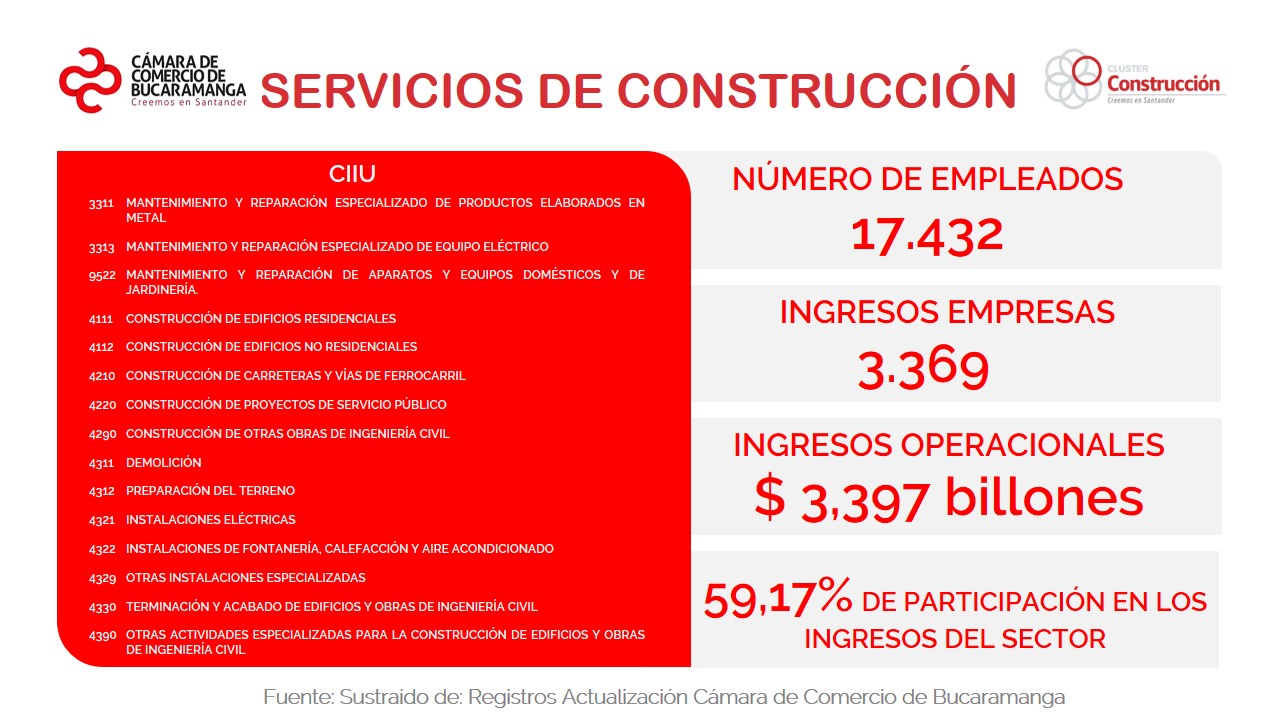 CÁMARA DE
COMERCIO DE
BUCARAMANGA
Creemos en Santander
SERVICIOS DE CONSTRUCCIÓN
CLUSTER
Construcción
Creemos en Santander
CIIU
3311 MANTENIMIENTO Y REPARACIÓN ESPECIALIZADO DE PRODUCTOS ELABORADOS EN
METAL
3313 MANTENIMIENTO Y REPARACIÓN ESPECIALIZADO DE EQUIPO ELÉCTRICO
9522 MANTENIMIENTO Y REPARACIÓN DE APARATOS Y EQUIPOS DOMÉSTICOS Y DE
JARDINERÍA.
4111 CONSTRUCCIÓN DE EDIFICIOS RESIDENCIALES
4112 CONSTRUCCIÓN DE EDIFICIOS NO RESIDENCIALES
4210 CONSTRUCCIÓN DE CARRETERAS Y VÍAS DE FERROCARRIL
4220 CONSTRUCCIÓN DE PROYECTOS DE SERVICIO PÚBLICO
4290 CONSTRUCCIÓN DE OTRAS OBRAS DE INGENIERÍA CIVIL
4311 DEMOLICIÓN
4312 PREPARACIÓN DEL TERRENO
4321 INSTALACIONES ELÉCTRICAS
4322 INSTALACIONES DE FONTANERÍA, CALEFACCIÓN Y AIRE ACONDICIONADO
4329 OTRAS INSTALACIONES ESPECIALIZADAS
4330 TERMINACIÓN Y ACABADO DE EDIFICIOS Y OBRAS DE INGENIERÍA CIVIL
4390 OTRAS ACTIVIDADES ESPECIALIZADAS PARA LA CONSTRUCCIÓN DE EDIFICIOS Y OBRAS
DE INGENIERÍA CIVIL
NÚMERO DE EMPLEADOS
17.432
INGRESOS EMPRESAS
3.369
INGRESOS OPERACIONALES
$ 3,397 billones
59,17% DE PARTICIPACIÓN EN LOS
INGRESOS DEL SECTOR
Fuente: Sustraído de: Registros Actualización Cámara de Comercio de Bucaramanga